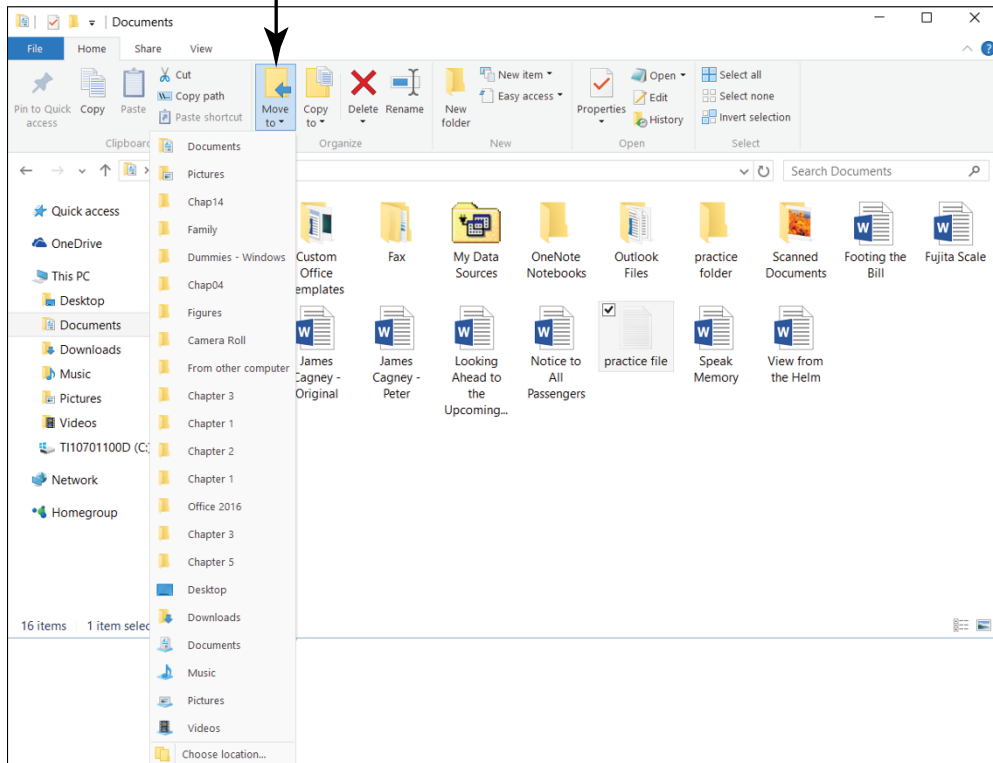 Documents
File Home Share View
Pin to Quick access
Copy
Paste
Cut
Copy path
Paste shortcut
Move to
Copy to
Delete
Rename
New folder
New item
Easy access
Properties
Open
Edit
History
Select all
Select none
Invert selection
Organize
New
Open
Select
Search Documents
Quick access
OneDrive
This PC
Desktop
Documents
Downloads
Music
Pictures
Videos
Network
Homegroup
Documents
Pictures
Chap14
Family
Dummies - Windows
Chap04
Figures
Camera Roll
From other computer
Chapter 3
Chapter 1
Chapter 2
Chapter 1
Office 2016
Chapter 3
Chapter 5
Desktop
Downloads
Documents
Music
Pictures
Videos
Choose location...
Custom
Office
Fax
My Data
Sources
OneNote
Notebooks
Outlook
Files
practice
folder
Scanned
Documents
Footing the
Bill
Fujita Scale
James
Cagney -
Original
James
Cagney -
Peter
Looking
Ahead to
the
Upcoming...
Notice to
All
Passengers
practice file
Speak
Memory
View from
the Helm
16 items 1 item